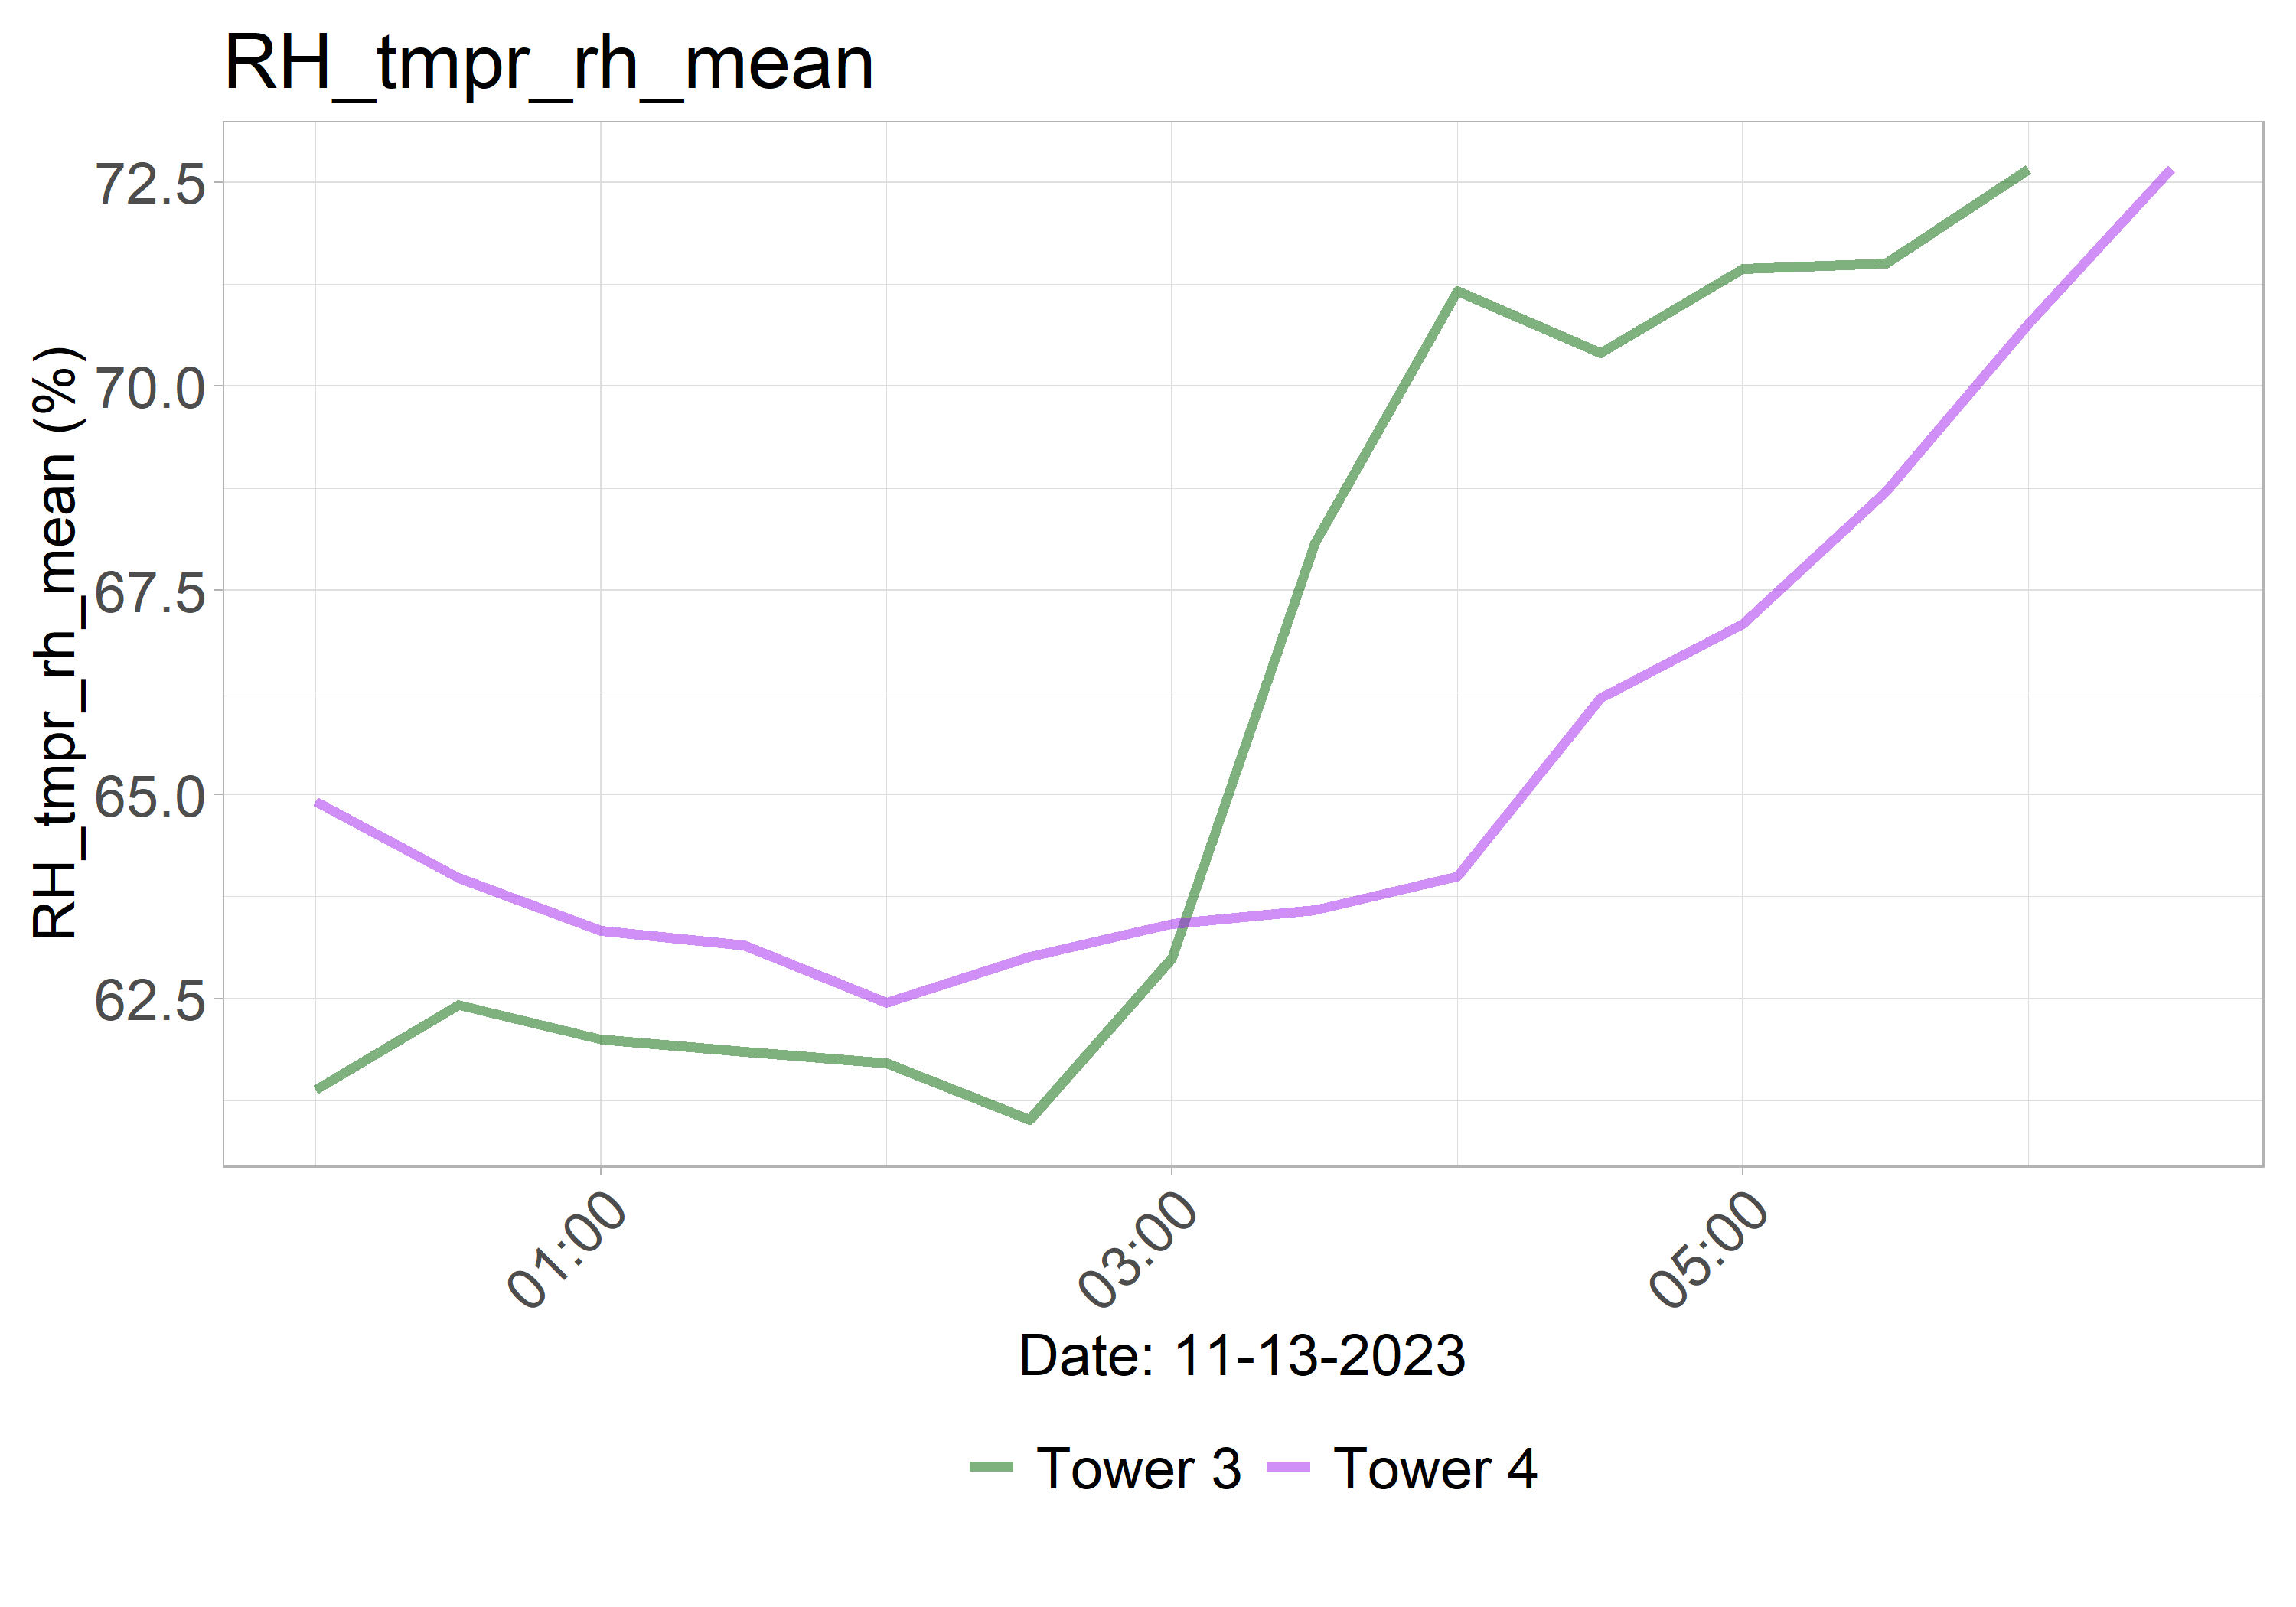 RH_tmpr_rh_mean
RH_tmpr_rh_mean (%)
72.5
70.0
67.5
65.0
62.5
01:00
03:00
05:00
Date: 11-13-2023
Tower 3
Tower 4